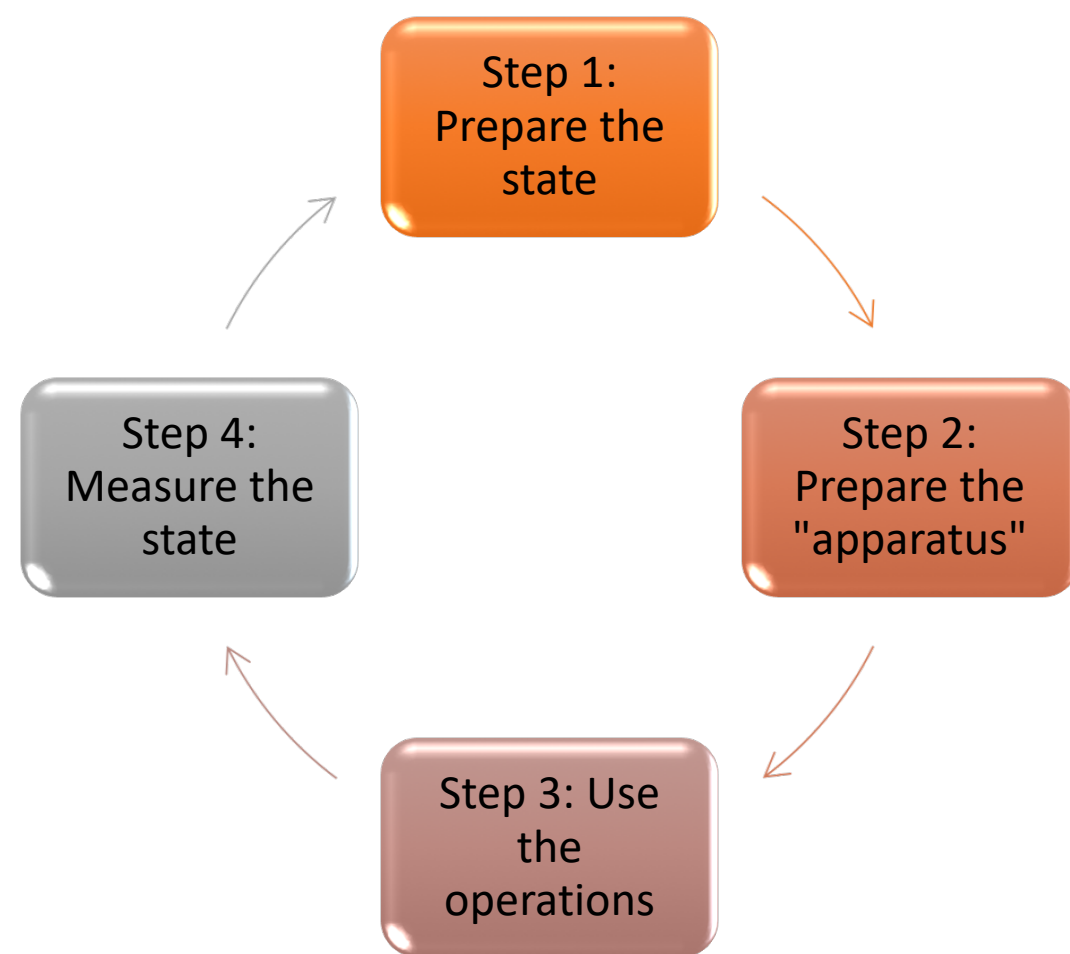 Step 1:
Prepare the
state
Step 2:
Prepare the
"apparatus"
Step 3: Use
the
operations
Step 4:
Measure the
state